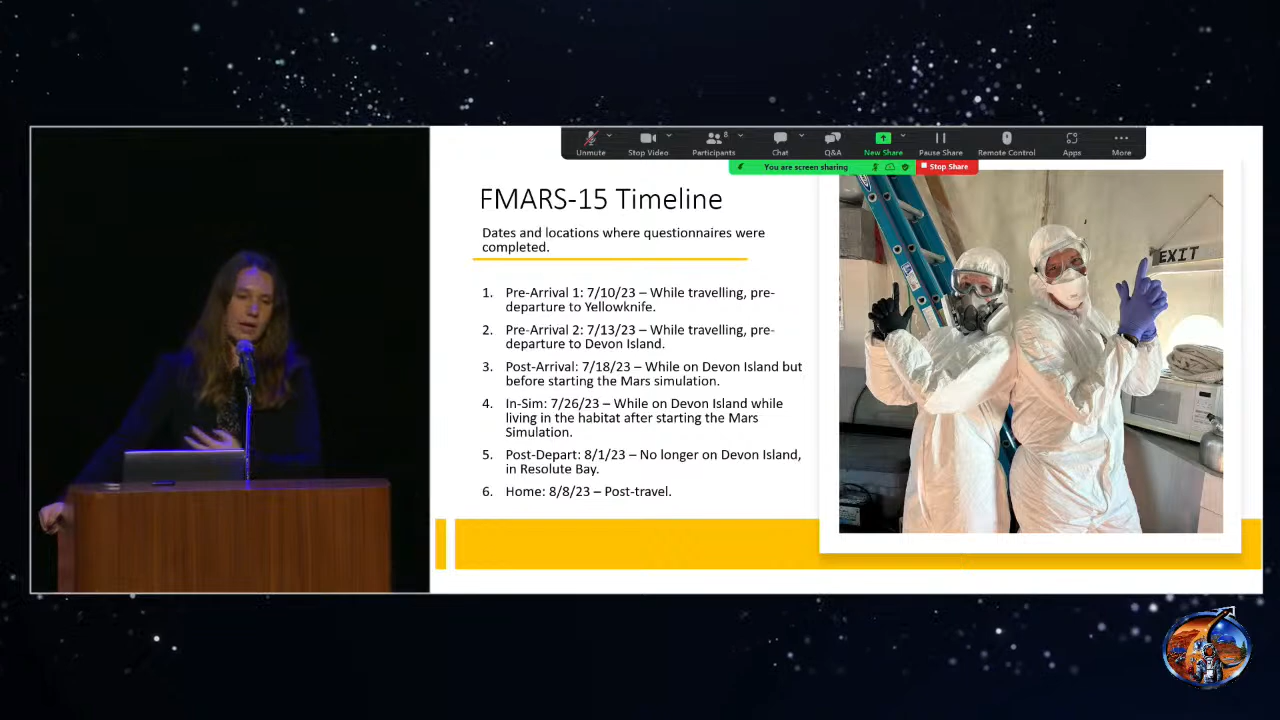 8
Unmute
Stop Video
Participants
Chat
Q&A
New Share
Pause Share
Remote Control
Apps
More
You are screen sharing
Stop Share
FMARS-15 Timeline
Dates and locations where questionnaires were
completed.
1. Pre-Arrival 1: 7/10/23 – While travelling, pre-
departure to Yellowknife.
2. Pre-Arrival 2: 7/13/23 – While travelling, pre-
departure to Devon Island.
3. Post-Arrival: 7/18/23 – While on Devon Island but
before starting the Mars simulation.
4. In-Sim: 7/26/23 – While on Devon Island while
living in the habitat after starting the Mars
Simulation.
5. Post-Depart: 8/1/23 – No longer on Devon Island,
in Resolute Bay.
6. Home: 8/8/23 – Post-travel.
EXIT